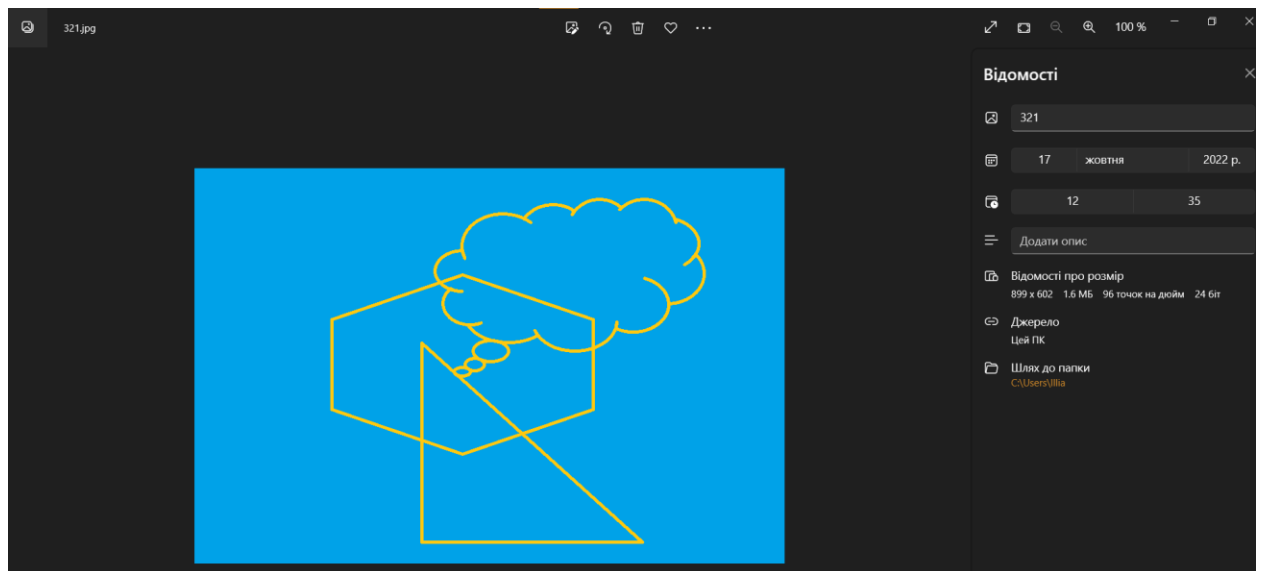 321.jpg
100 %
Відомості
321
17 жовтня 2022 р.
12 35
Додати опис
Відомості про розмір
899 x 602 1.6 МБ 96 точок на дюйм 24 біт
Джерело
Цей ПК
Шлях до папки
C:\Users\Illia